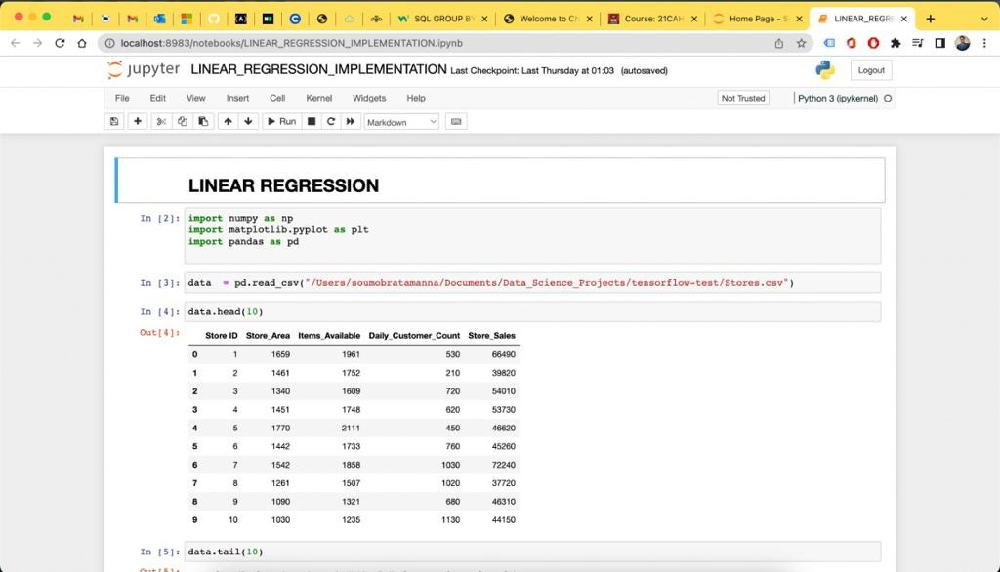 SQL GROUP BY
Welcome to Ch
Course: 21CAH
Home Page - S
LINEAR_REGRE
localhost:8983/notebooks/LINEAR_REGRESSION_IMPLEMENTATION.ipynb
jupyter LINEAR_REGRESSION_IMPLEMENTATION Last Checkpoint: Last Thursday at 01:03 (autosaved)
Logout
File Edit View Insert Cell Kernel Widgets Help
Not Trusted
Python 3 (ipykernel)
Run
Markdown
LINEAR REGRESSION
In [2]: import numpy as np
import matplotlib.pyplot as plt
import pandas as pd
In [3]: data = pd.read_csv("/Users/soumobratamanna/Documents/Data_Science_Projects/tensorflow-test/Stores.csv")
In [4]: data.head(10)
Out[4]:
Store ID Store_Area Items_Available Daily_Customer_Count Store_Sales
0 1 1659 1961 530 66490
1 2 1461 1752 210 39820
2 3 1340 1609 720 54010
3 4 1451 1748 620 53730
4 5 1770 2111 450 46620
5 6 1442 1733 760 45260
6 7 1542 1858 1030 72240
7 8 1261 1507 1020 37720
8 9 1090 1321 680 46310
9 10 1030 1235 1130 44150
In [5]: data.tail(10)